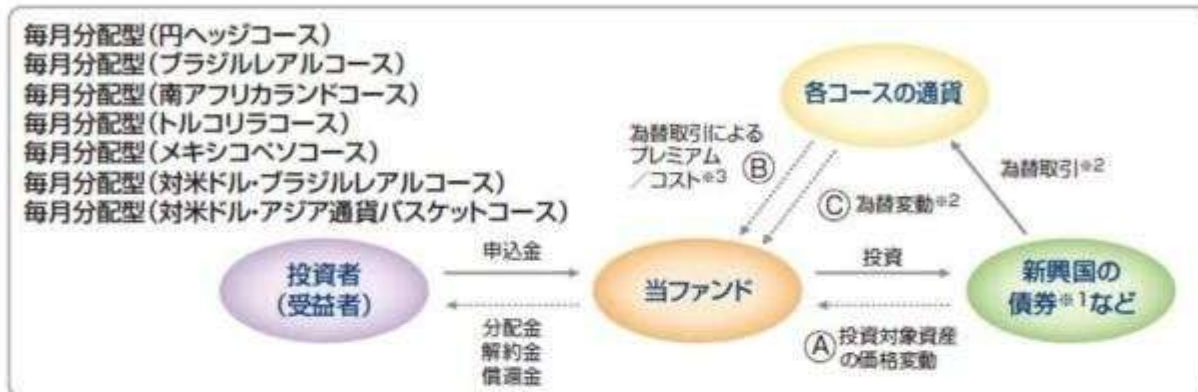 毎月分配型(円ヘッジコース)
毎月分配型(ブラジルレアルコース)
毎月分配型(南アフリカランドコース)
毎月分配型(トルコリラコース)
毎月分配型(メキシコペソコース)
毎月分配型(対米ドル・ブラジルレアルコース)
毎月分配型(対米ドル・アジア通貨バスケットコース)
各コースの通貨
為替取引による
プレミアム
/コスト※3
Ⓑ
為替取引※2
Ⓒ 為替変動※2
投資者
(受益者)
申込金
分配金
解約金
償還金
当ファンド
投資
Ⓐ 投資対象資産
の価格変動
新興国の
債券※1など